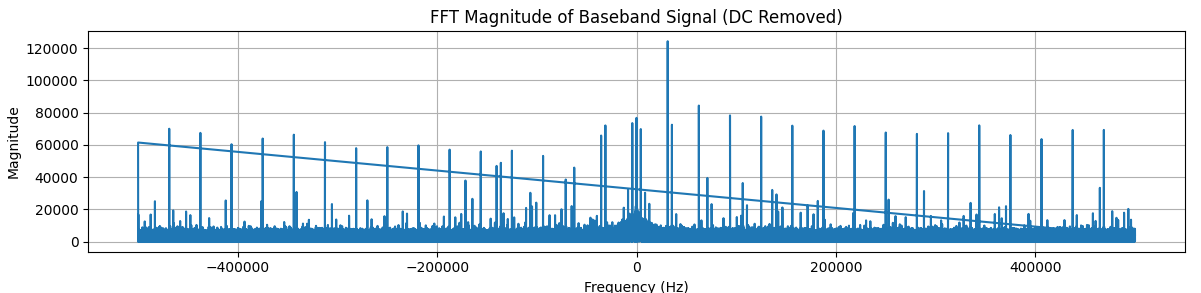 FFT Magnitude of Baseband Signal (DC Removed)
120000
100000
80000
60000
40000
20000
0
Magnitude
−400000 −200000 0 200000 400000
Frequency (Hz)